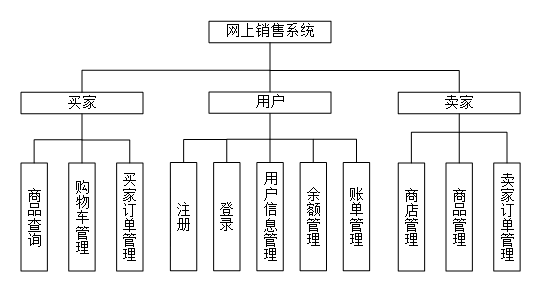 网上销售系统
买家
用户
卖家
商品查询
购物车管理
买家订单管理
注册
登录
用户信息管理
余额管理
账单管理
商店管理
商品管理
卖家订单管理